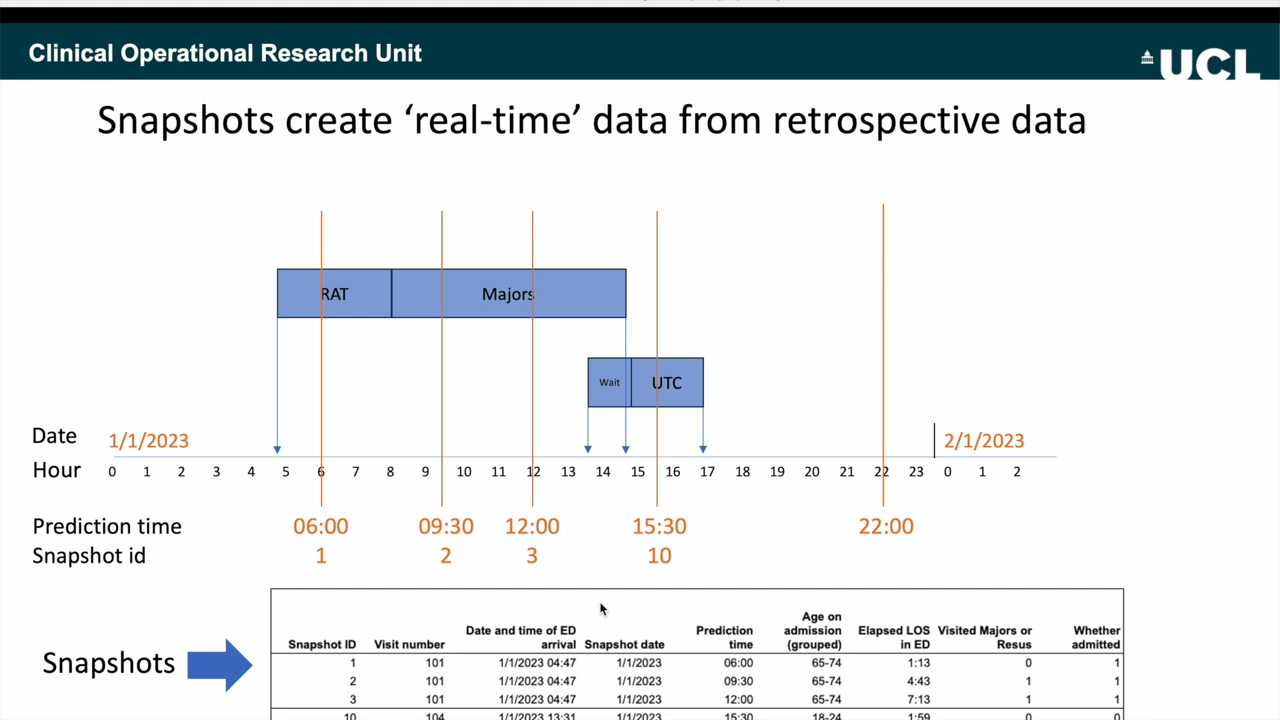 Clinical Operational Research Unit
UCL
Snapshots create ‘real-time’ data from retrospective data
RAT
Majors
Wait
UTC
Date 1/1/2023 2/1/2023
Hour 0 1 2 3 4 5 6 7 8 9 10 11 12 13 14 15 16 17 18 19 20 21 22 23 0 1 2
Prediction time 06:00 09:30 12:00 15:30 22:00
Snapshot id 1 2 3 10
Snapshots
Age on
Date and time of ED Prediction admission Elapsed LOS Visited Majors or Whether
Snapshot ID Visit number arrival Snapshot date time (grouped) in ED Resus admitted
1 101 1/1/2023 04:47 1/1/2023 06:00 65-74 1:13 0 1
2 101 1/1/2023 04:47 1/1/2023 09:30 65-74 4:43 1 1
3 101 1/1/2023 04:47 1/1/2023 12:00 65-74 7:13 1 1
10 104 1/1/2023 13:31 1/1/2023 15:30 18-24 1:59 0 0